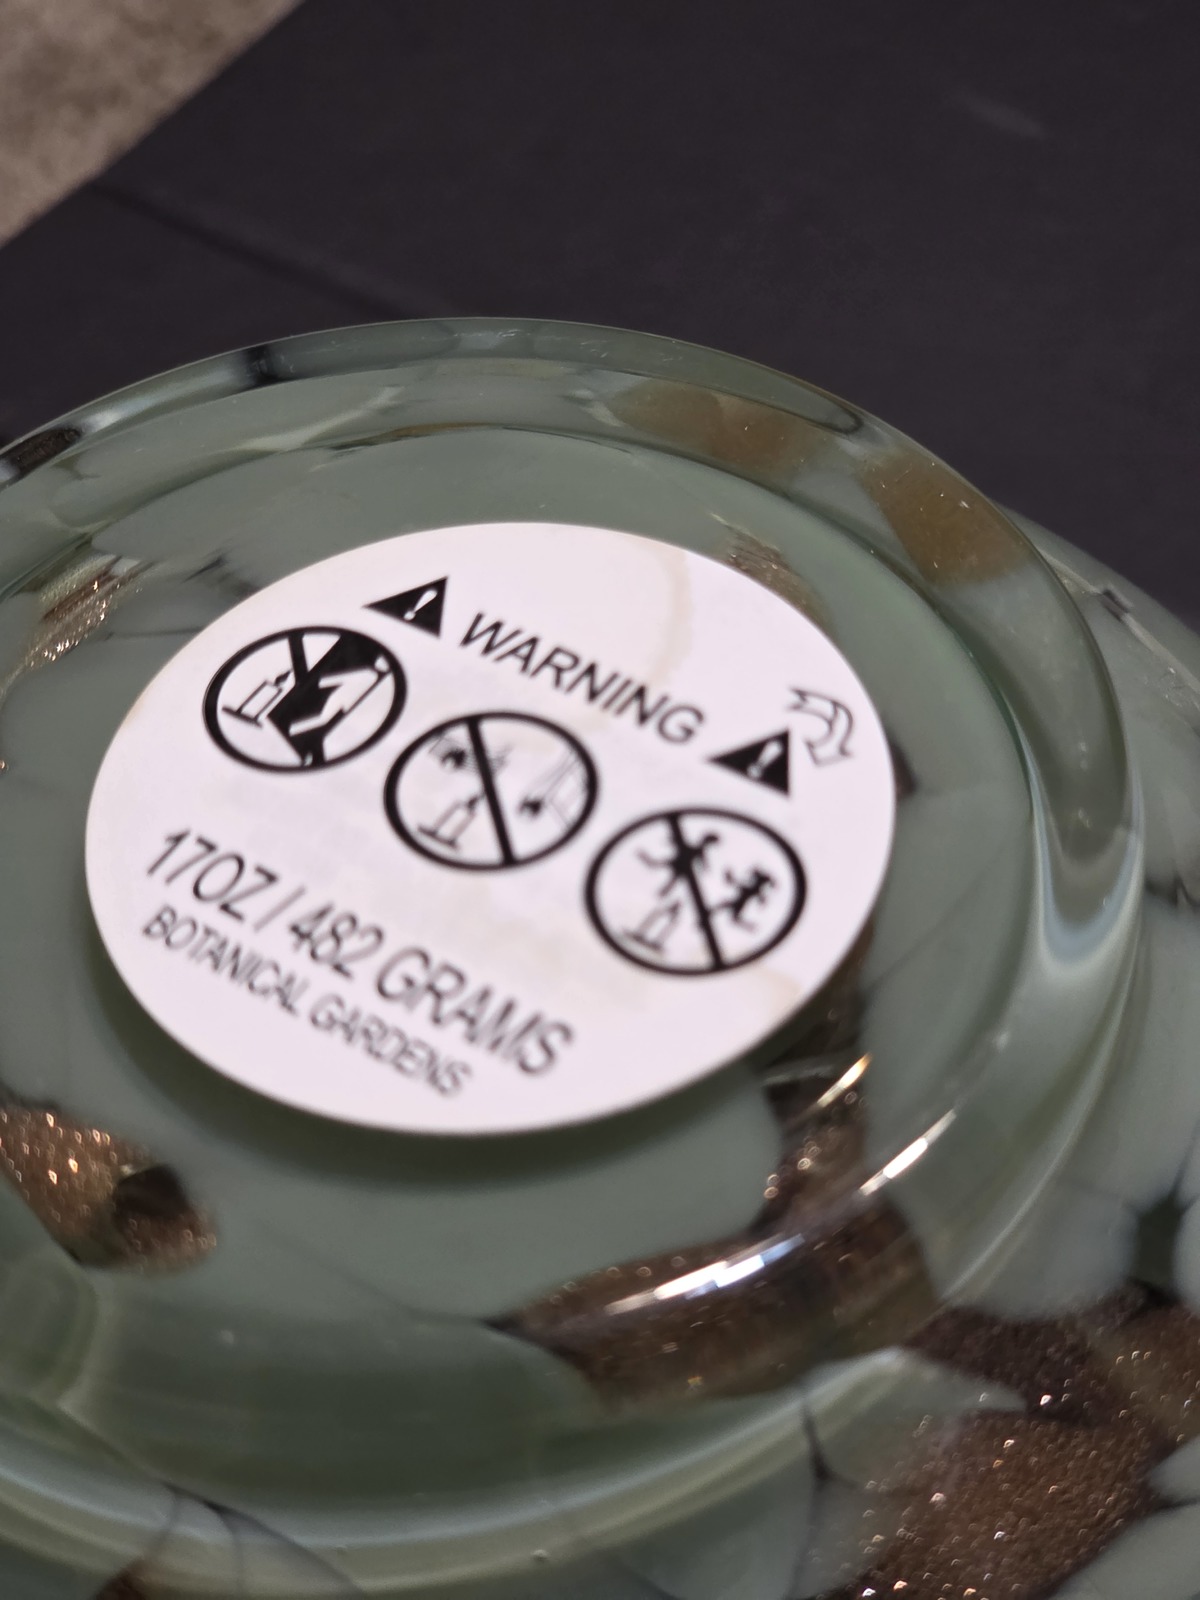 WARNING
17OZ / 482 GRAMS
BOTANICAL GARDENS